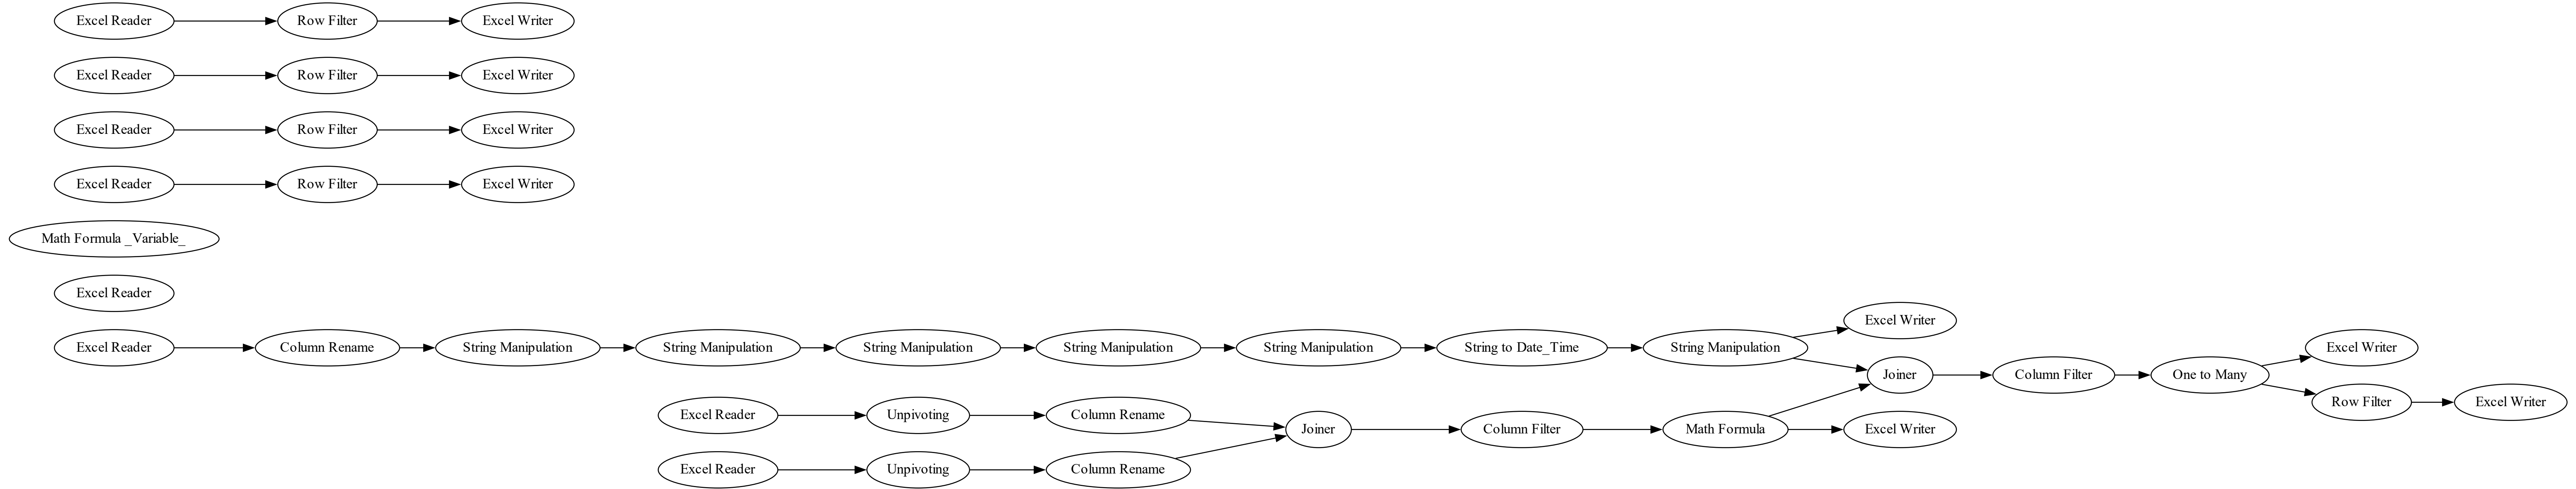 Excel Reader
Row Filter
Excel Writer
Excel Reader
Row Filter
Excel Writer
Excel Reader
Row Filter
Excel Writer
Excel Reader
Row Filter
Excel Writer
Math Formula _Variable_
Excel Reader
Excel Reader
Column Rename
String Manipulation
String Manipulation
String Manipulation
String Manipulation
String Manipulation
String to Date_Time
String Manipulation
Excel Writer
Joiner
Column Filter
One to Many
Excel Writer
Row Filter
Excel Writer
Excel Reader
Unpivoting
Column Rename
Joiner
Column Filter
Math Formula
Excel Writer
Excel Reader
Unpivoting
Column Rename